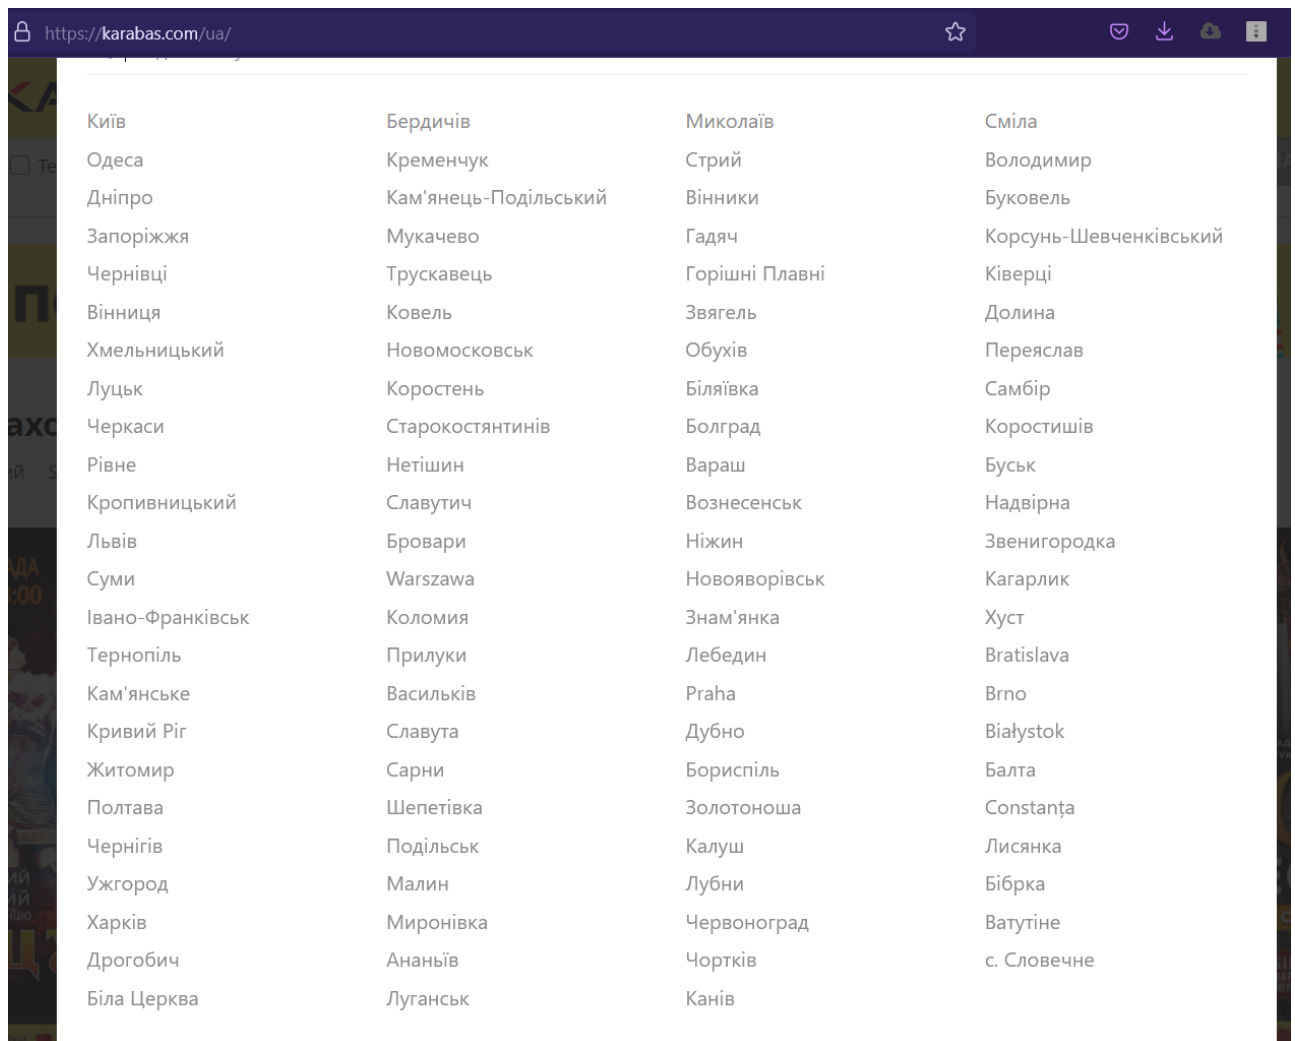 https://karabas.com/ua/
Київ
Одеса
Дніпро
Запоріжжя
Чернівці
Вінниця
Хмельницький
Луцьк
Черкаси
Рівне
Кропивницький
Львів
Суми
Івано-Франківськ
Тернопіль
Кам'янське
Кривий Ріг
Житомир
Полтава
Чернігів
Ужгород
Харків
Дрогобич
Біла Церква
Бердичів
Кременчук
Кам'янець-Подільський
Мукачево
Трускавець
Ковель
Новомосковськ
Коростень
Старокостянтинів
Нетішин
Славутич
Бровари
Warszawa
Коломия
Прилуки
Васильків
Славута
Сарни
Шепетівка
Подільськ
Малин
Миронівка
Ананьїв
Луганськ
Миколаїв
Стрий
Вінники
Гадяч
Горішні Плавні
Звягель
Обухів
Біляївка
Болград
Вараш
Вознесенськ
Ніжин
Новояворівськ
Знам'янка
Лебедин
Praha
Дубно
Бориспіль
Золотоноша
Калуш
Лубни
Червоноград
Чортків
Канів
Сміла
Володимир
Буковель
Корсунь-Шевченківський
Ківерці
Долина
Переяслав
Самбір
Коростишів
Буськ
Надвірна
Звенигородка
Кагарлик
Хуст
Bratislava
Brno
Białystok
Балта
Constanța
Лисянка
Бібрка
Ватутіне
с. Словечне